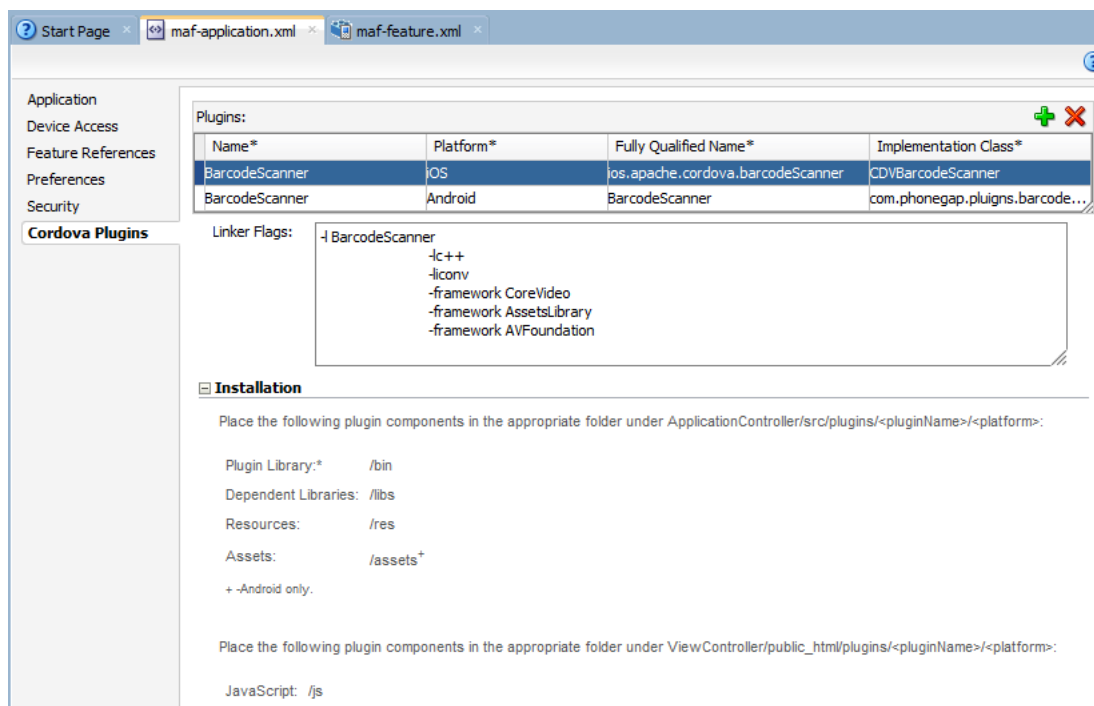 Start Page maf-application.xml maf-feature.xml
Application
Device Access
Feature References
Preferences
Security
Cordova Plugins
Plugins:
Name* Platform* Fully Qualified Name* Implementation Class*
BarcodeScanner iOS ios.apache.cordova.barcodeScanner CDVBarcodeScanner
BarcodeScanner Android BarcodeScanner com.phonegap.pluigns.barcode...
Linker Flags:
-l BarcodeScanner
-lc++
-liconv
-framework CoreVideo
-framework AssetsLibrary
-framework AVFoundation
Installation
Place the following plugin components in the appropriate folder under ApplicationController/src/plugins/<pluginName>/<platform>:
Plugin Library:* /bin
Dependent Libraries: /libs
Resources: /res
Assets: /assets+
+ -Android only.
Place the following plugin components in the appropriate folder under ViewController/public_html/plugins/<pluginName>/<platform>:
JavaScript: /js